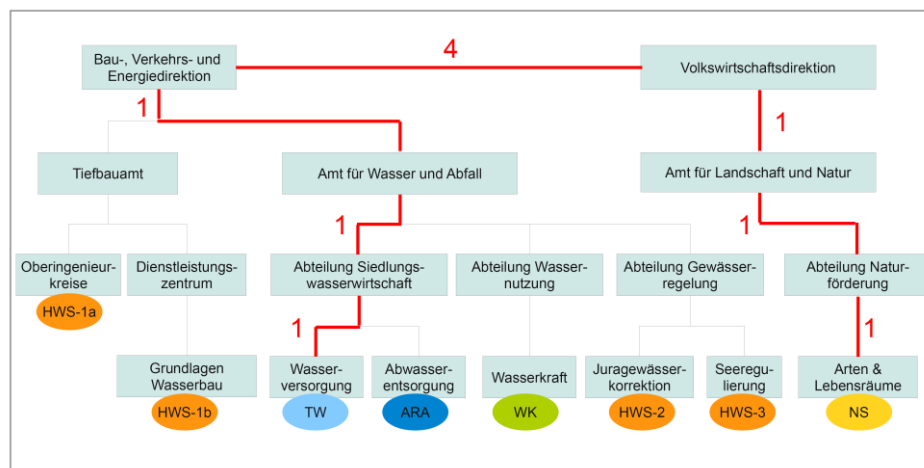 4
Bau-, Verkehrs- und
Energiedirektion
Volkswirtschaftsdirektion
1
1
Tiefbauamt
Amt für Wasser und Abfall
Amt für Landschaft und Natur
1
1
Oberingenieur-
kreise
Dienstleistungs-
zentrum
Abteilung Siedlungs-
wasserwirtschaft
Abteilung Wasser-
nutzung
Abteilung Gewässer-
regelung
Abteilung Natur-
förderung
HWS-1a
1
1
Grundlagen
Wasserbau
Wasser-
versorgung
Abwasser-
entsorgung
Wasserkraft
Juragewässer-
korrektion
Seeregu-
lierung
Arten &
Lebensräume
HWS-1b
TW
ARA
WK
HWS-2
HWS-3
NS